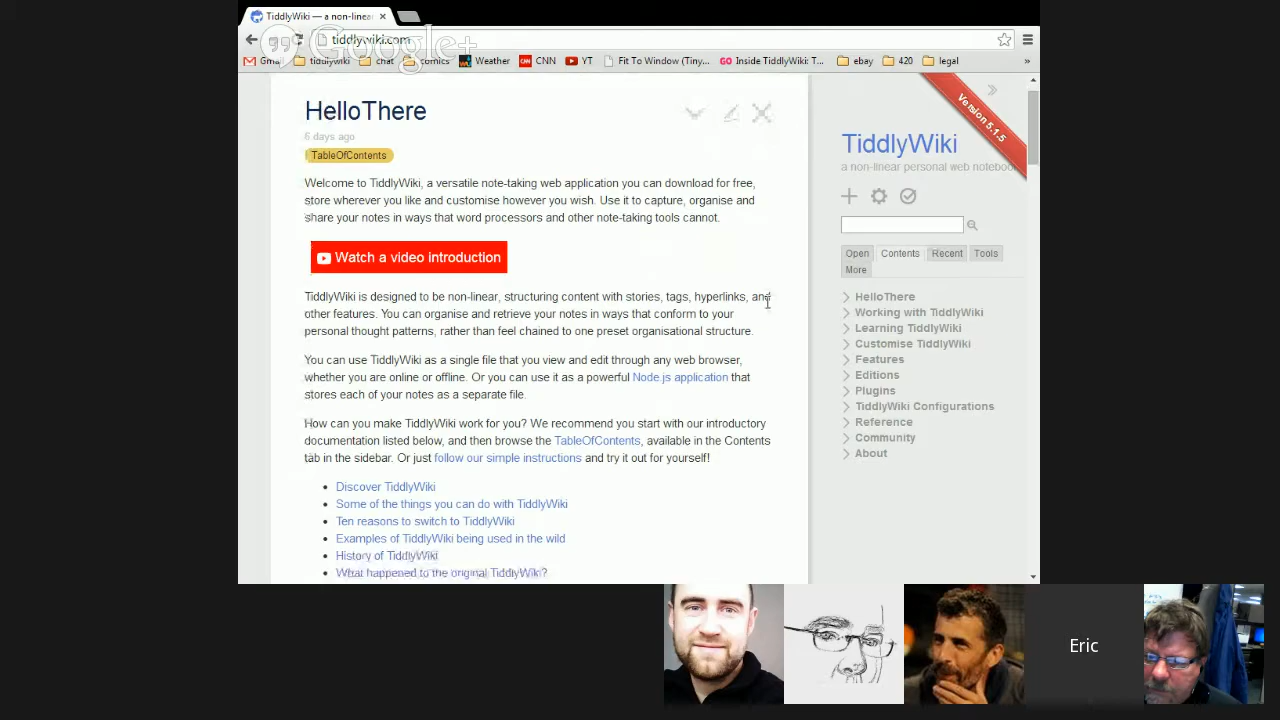 TiddlyWiki — a non-linea
tiddlywiki.com
Google+
Gmail tiddlywiki chat comics Weather CNN YT Fit To Window (Tiny... GO Inside TiddlyWiki: T... ebay 420 legal »
HelloThere
6 days ago
TableOfContents
Welcome to TiddlyWiki, a versatile note-taking web application you can download for free,
store wherever you like and customise however you wish. Use it to capture, organise and
share your notes in ways that word processors and other note-taking tools cannot.
Watch a video introduction
TiddlyWiki is designed to be non-linear, structuring content with stories, tags, hyperlinks, and
other features. You can organise and retrieve your notes in ways that conform to your
personal thought patterns, rather than feel chained to one preset organisational structure.
You can use TiddlyWiki as a single file that you view and edit through any web browser,
whether you are online or offline. Or you can use it as a powerful Node.js application that
stores each of your notes as a separate file.
How can you make TiddlyWiki work for you? We recommend you start with our introductory
documentation listed below, and then browse the TableOfContents, available in the Contents
tab in the sidebar. Or just follow our simple instructions and try it out for yourself!
• Discover TiddlyWiki
• Some of the things you can do with TiddlyWiki
• Ten reasons to switch to TiddlyWiki
• Examples of TiddlyWiki being used in the wild
• History of TiddlyWiki
• What happened to the original TiddlyWiki?
Version 5.1.5
TiddlyWiki
a non-linear personal web notebook
Open Contents Recent Tools
More
HelloThere
Working with TiddlyWiki
Learning TiddlyWiki
Customise TiddlyWiki
Features
Editions
Plugins
TiddlyWiki Configurations
Reference
Community
About
Eric